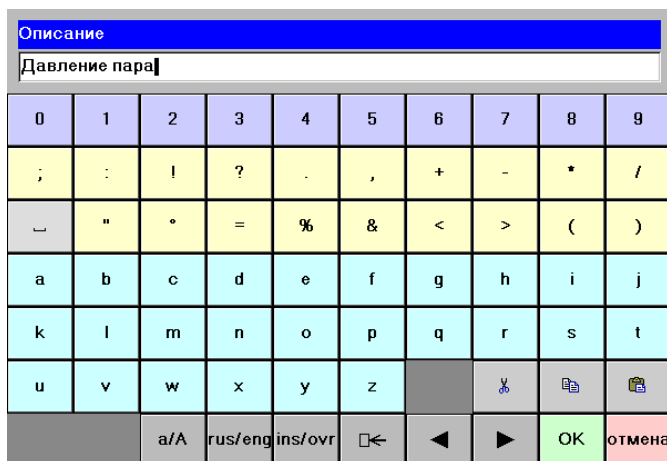 Описание
Давление пара
0 1 2 3 4 5 6 7 8 9
; : ! ? . , + - * /
" ° = % & < > ( )
a b c d e f g h i j
k l m n o p q r s t
u v w x y z
a/A rus/eng ins/ovr OK отмена